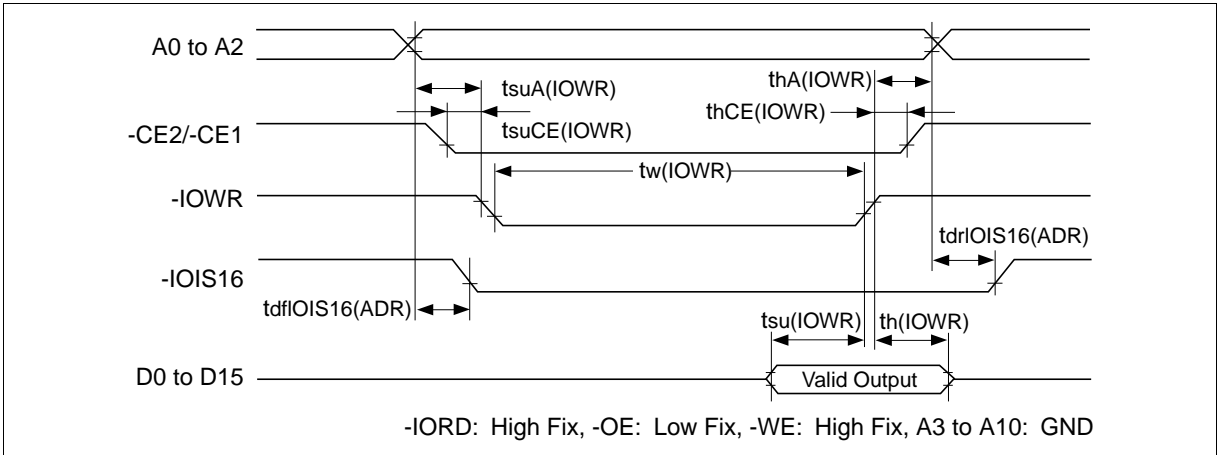 A0 to A2
tsuA(IOWR)
thA(IOWR)
thCE(IOWR)
-CE2/-CE1
tsuCE(IOWR)
tw(IOWR)
-IOWR
tdrIOIS16(ADR)
-IOIS16
tdfIOIS16(ADR)
tsu(IOWR)
th(IOWR)
D0 to D15
Valid Output
-IORD: High Fix, -OE: Low Fix, -WE: High Fix, A3 to A10: GND